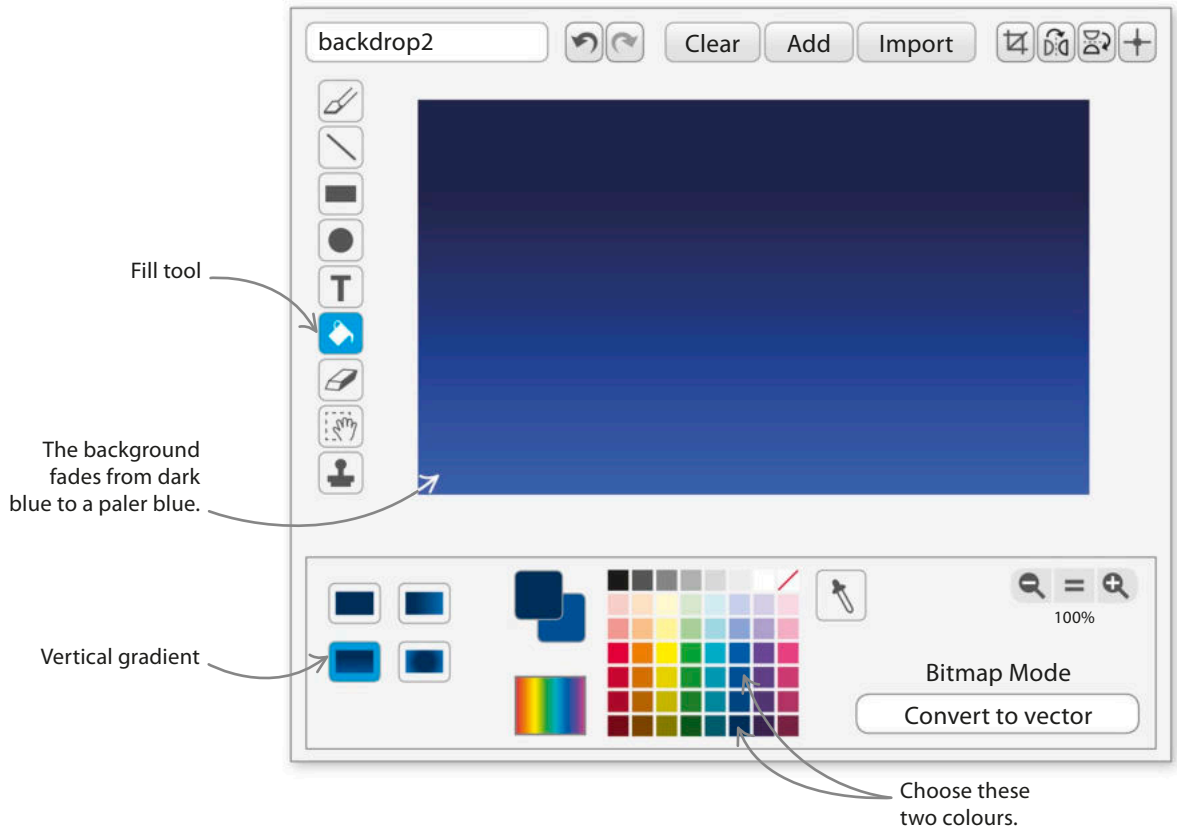 backdrop2
Clear
Add
Import
T
Fill tool
The background
fades from dark
blue to a paler blue.
Vertical gradient
100%
Bitmap Mode
Convert to vector
Choose these
two colours.